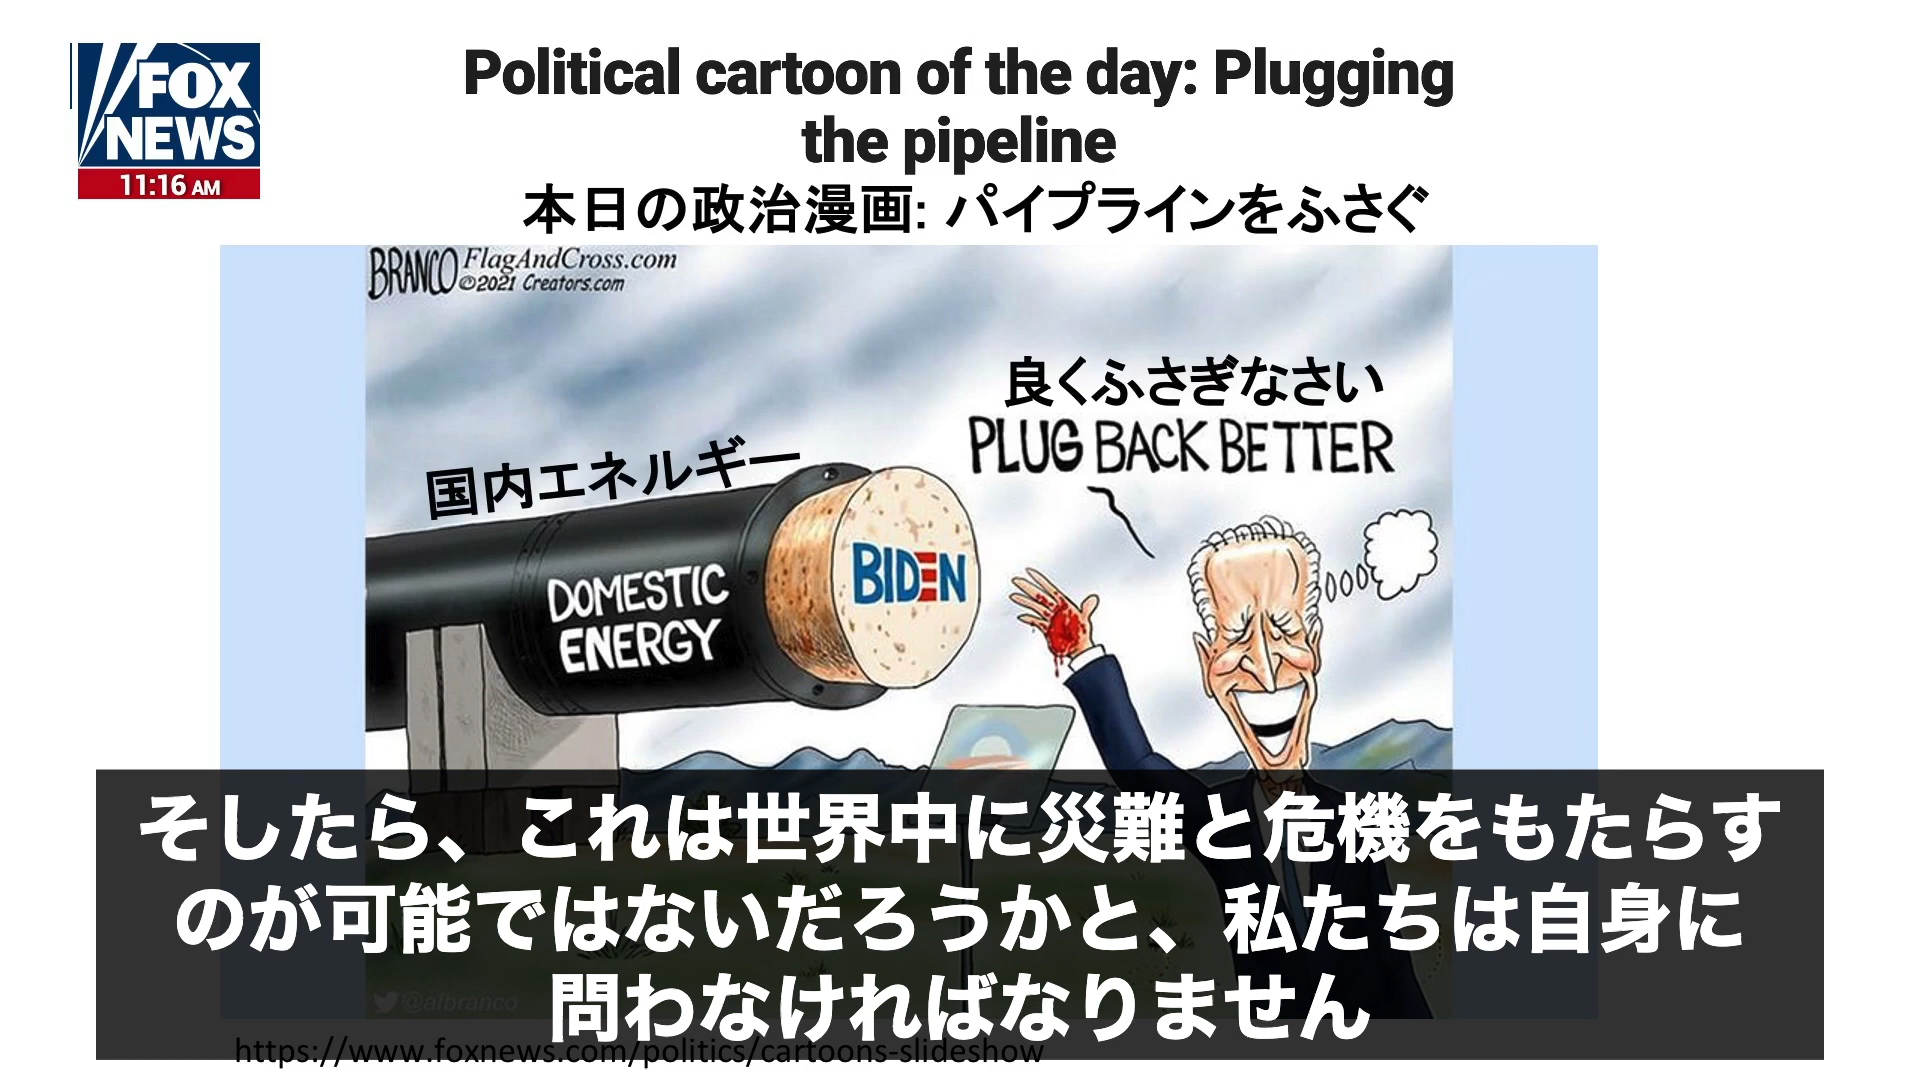 FOX
NEWS
11:16 AM
Political cartoon of the day: Plugging
the pipeline
本日の政治漫画: パイプラインをふさぐ
BRANCO FlagAndCross.com
©2021 Creators.com
良くふさぎなさい
PLUG BACK BETTER
国内エネルギー
BIDEN
DOMESTIC
ENERGY
そしたら、これは世界中に災難と危機をもたらす
のが可能ではないだろうかと、私たちは自身に
問わなければなりません
@afbranco
https://www.foxnews.com/politics/cartoons-slideshow